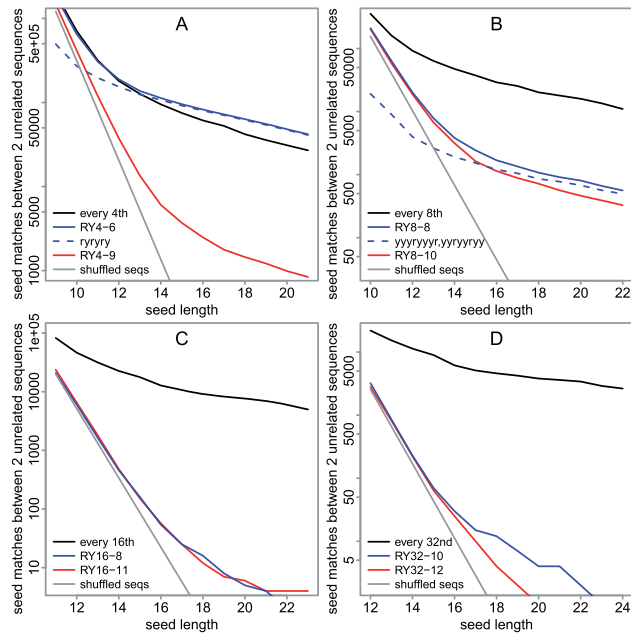 A
seed matches between 2 unrelated sequences
5e+05
50000
5000
1000
every 4th
RY4−6
ryryry
RY4−9
shuffled seqs
10 12 14 16 18 20
seed length
B
seed matches between 2 unrelated sequences
50000
5000
500
50
every 8th
RY8−8
yyyryyyr,yyryyryy
RY8−10
shuffled seqs
10 12 14 16 18 20 22
seed length
C
seed matches between 2 unrelated sequences
1e+05
10000
1000
100
10
every 16th
RY16−8
RY16−11
shuffled seqs
12 14 16 18 20 22
seed length
D
seed matches between 2 unrelated sequences
5000
500
50
5
every 32nd
RY32−10
RY32−12
shuffled seqs
12 14 16 18 20 22 24
seed length